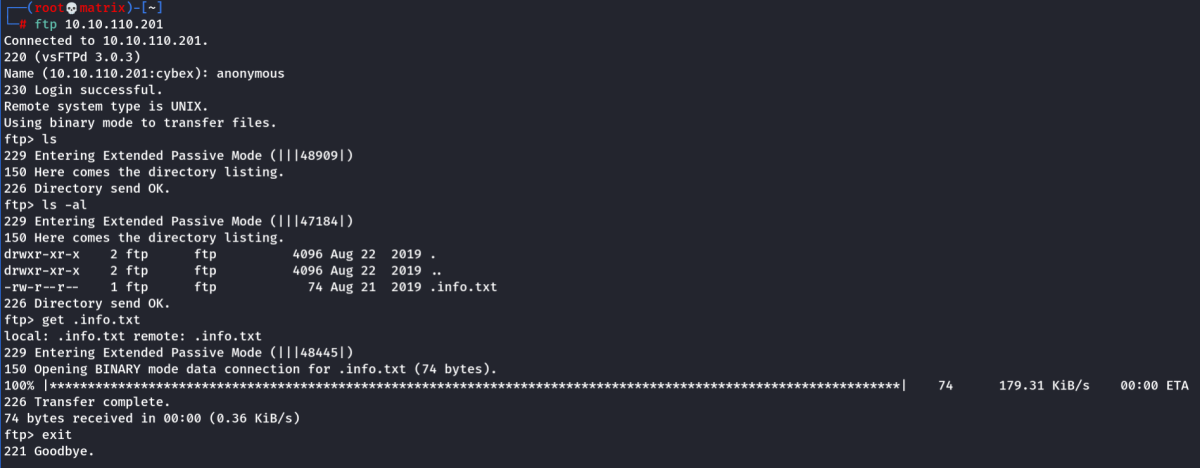 ┌──(root💀matrix)-[~]
└─# ftp 10.10.110.201
Connected to 10.10.110.201.
220 (vsFTPd 3.0.3)
Name (10.10.110.201:cybex): anonymous
230 Login successful.
Remote system type is UNIX.
Using binary mode to transfer files.
ftp> ls
229 Entering Extended Passive Mode (|||48909|)
150 Here comes the directory listing.
226 Directory send OK.
ftp> ls -al
229 Entering Extended Passive Mode (|||47184|)
150 Here comes the directory listing.
drwxr-xr-x    2 ftp      ftp          4096 Aug 22  2019 .
drwxr-xr-x    2 ftp      ftp          4096 Aug 22  2019 ..
-rw-r--r--    1 ftp      ftp            74 Aug 21  2019 .info.txt
226 Directory send OK.
ftp> get .info.txt
local: .info.txt remote: .info.txt
229 Entering Extended Passive Mode (|||48445|)
150 Opening BINARY mode data connection for .info.txt (74 bytes).
100% |****************************************************************************************************************|    74      179.31 KiB/s    00:00 ETA
226 Transfer complete.
74 bytes received in 00:00 (0.36 KiB/s)
ftp> exit
221 Goodbye.